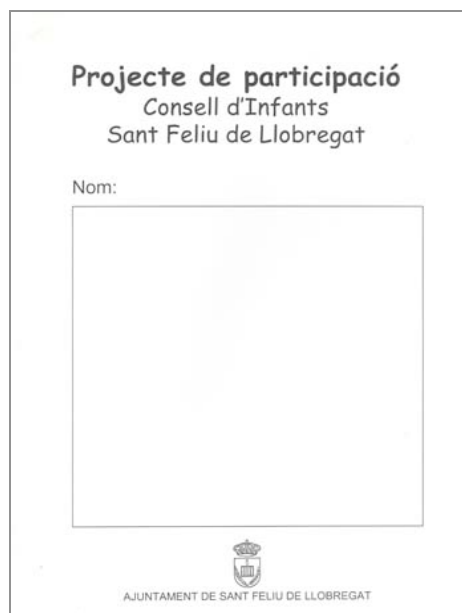 Projecte de participació
Consell d'Infants
Sant Feliu de Llobregat
Nom:
AJUNTAMENT DE SANT FELIU DE LLOBREGAT